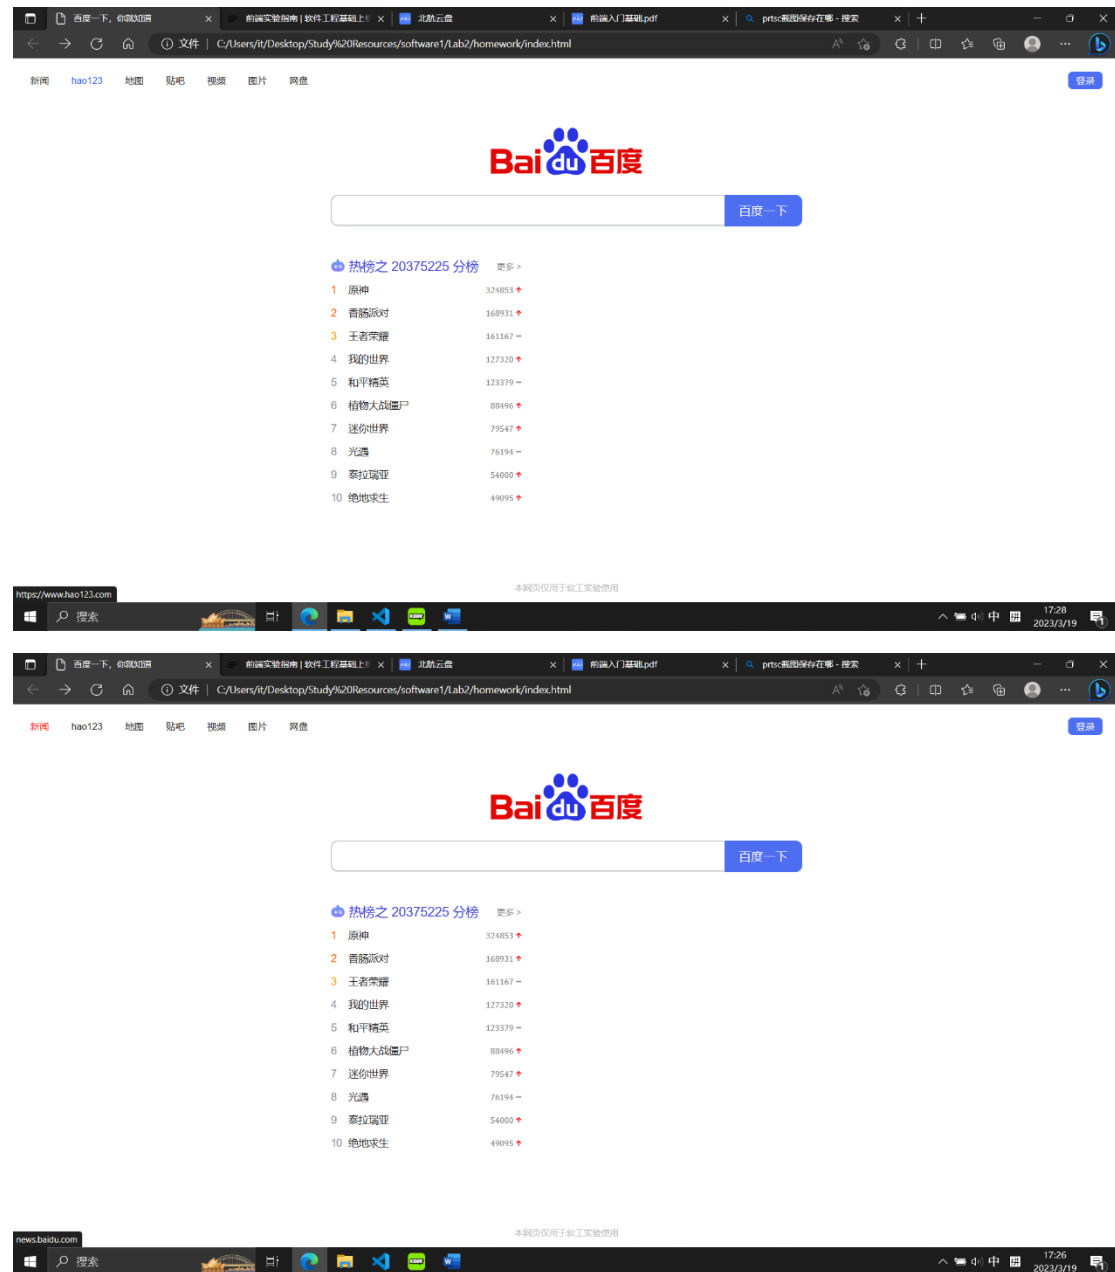 百度一下，你就知道
前端实验指南 | 软件工程基础上
北航云盘
前端入门基础.pdf
prtsc截图保存在哪 - 搜索
文件 | C:/Users/it/Desktop/Study%20Resources/software1/Lab2/homework/index.html
新闻 hao123 地图 贴吧 视频 图片 网盘 登录
Bai du 百度
百度一下
热榜之 20375225 分榜 更多 >
1 原神 324853
2 香肠派对 168931
3 王者荣耀 161167
4 我的世界 127320
5 和平精英 123379
6 植物大战僵尸 88496
7 迷你世界 79547
8 光遇 76194
9 泰拉瑞亚 54000
10 绝地求生 49095
本网页仅用于软工实验使用
https://www.hao123.com
搜索 中 17:28
2023/3/19
百度一下，你就知道
前端实验指南 | 软件工程基础上
北航云盘
前端入门基础.pdf
prtsc截图保存在哪 - 搜索
文件 | C:/Users/it/Desktop/Study%20Resources/software1/Lab2/homework/index.html
新闻 hao123 地图 贴吧 视频 图片 网盘 登录
Bai du 百度
百度一下
热榜之 20375225 分榜 更多 >
1 原神 324853
2 香肠派对 168931
3 王者荣耀 161167
4 我的世界 127320
5 和平精英 123379
6 植物大战僵尸 88496
7 迷你世界 79547
8 光遇 76194
9 泰拉瑞亚 54000
10 绝地求生 49095
本网页仅用于软工实验使用
news.baidu.com
搜索 中 17:26
2023/3/19